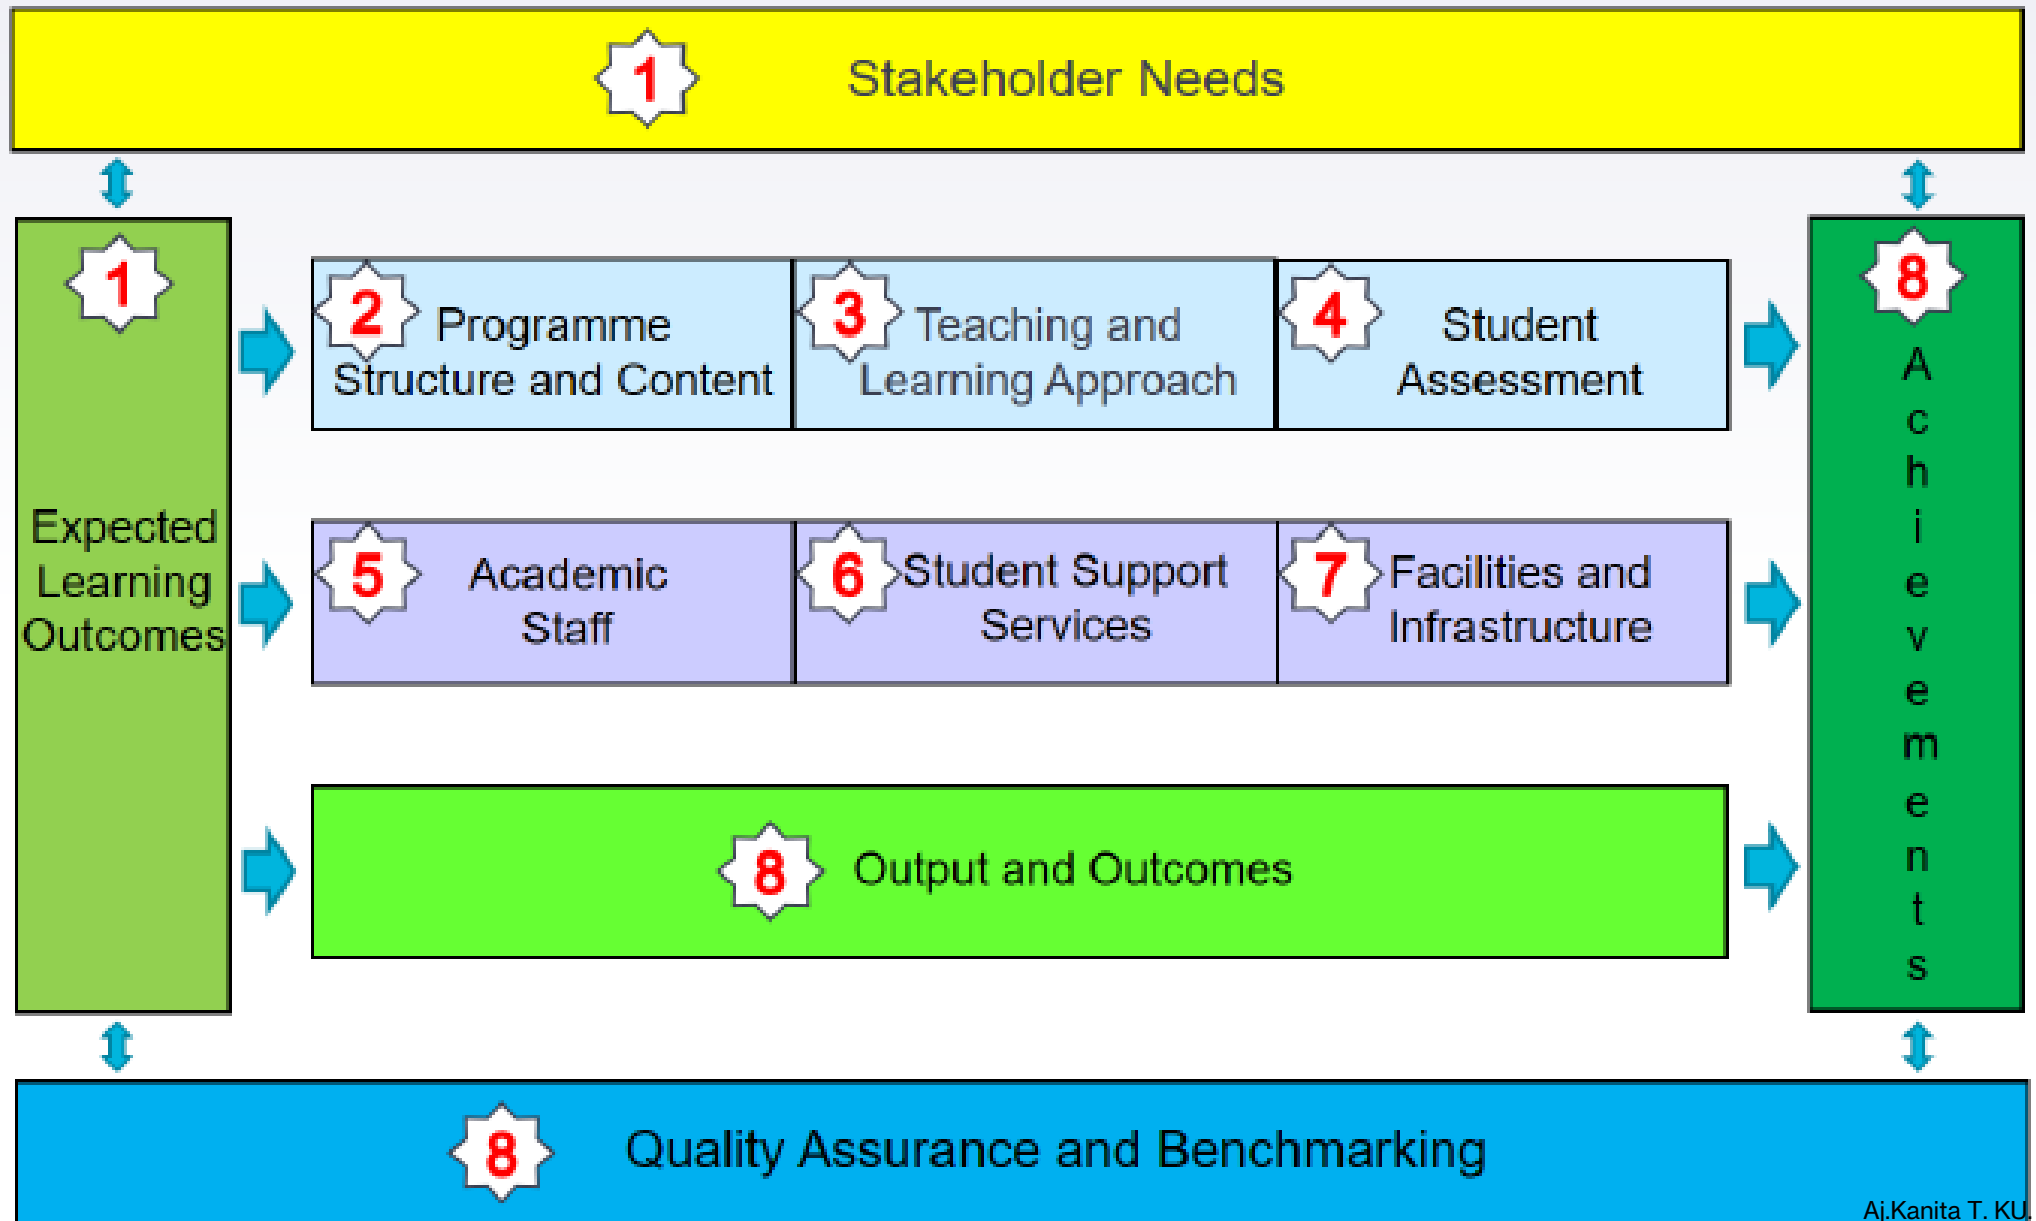 1 Stakeholder Needs
1
Expected
Learning
Outcomes
2 Programme
Structure and Content
3 Teaching and
Learning Approach
4 Student
Assessment
5 Academic
Staff
6 Student Support
Services
7 Facilities and
Infrastructure
8 Output and Outcomes
8
A
c
h
i
e
v
e
m
e
n
t
s
8 Quality Assurance and Benchmarking
Aj.Kanita T. KU.